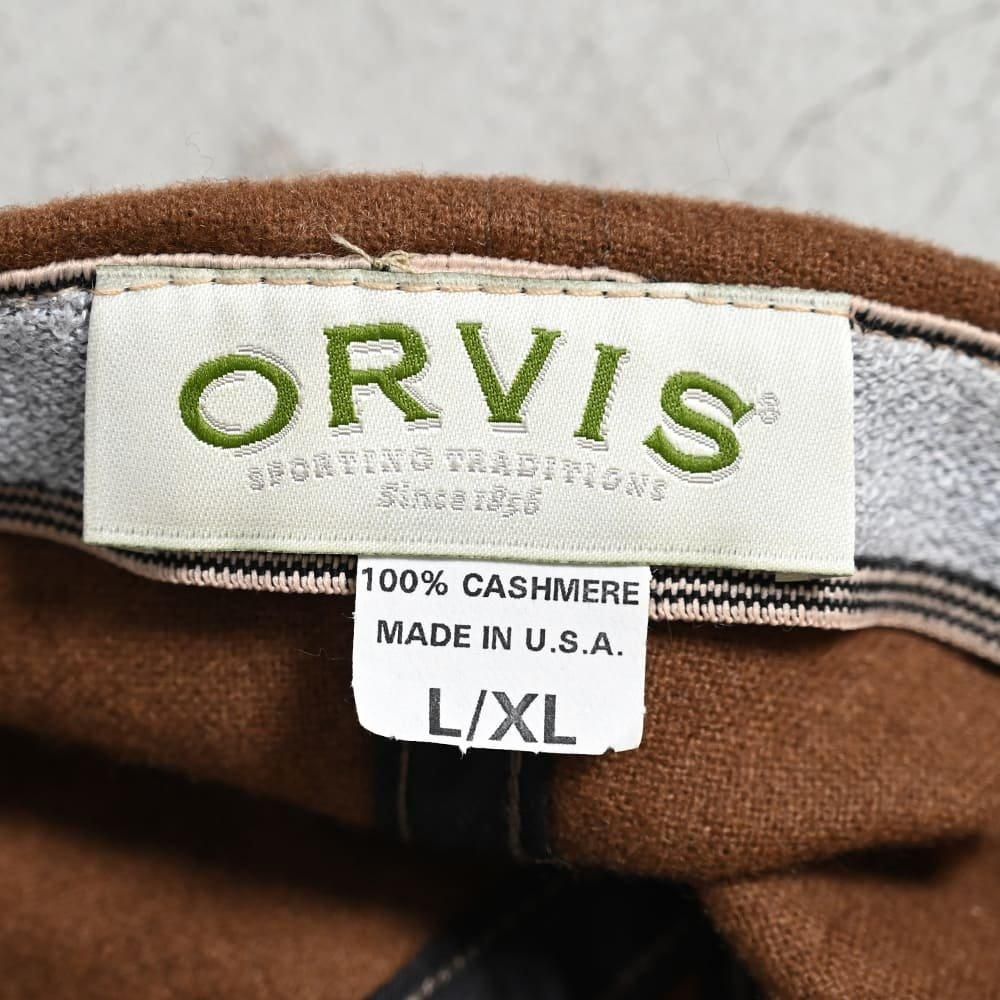 ORVIS®
SPORTING TRADITIONS
Since 1856
100% CASHMERE
MADE IN U.S.A.
L/XL